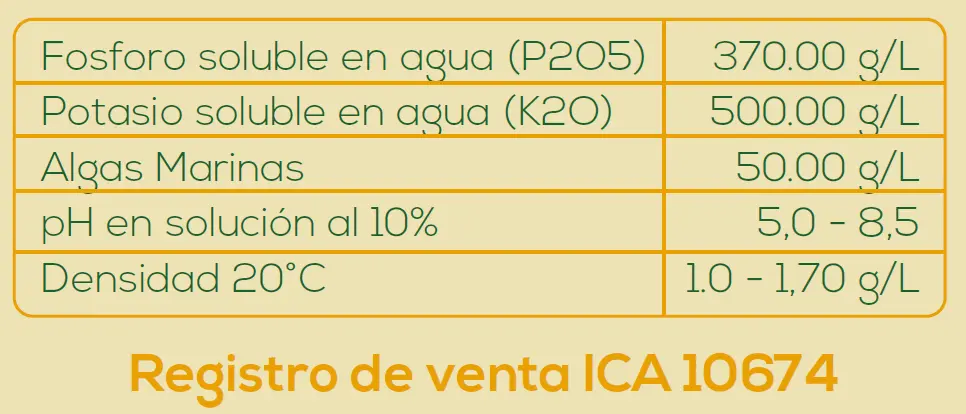 Fosforo soluble en agua (P2O5) 370.00 g/L
Potasio soluble en agua (K2O) 500.00 g/L
Algas Marinas 50.00 g/L
pH en solución al 10% 5,0 - 8,5
Densidad 20°C 1.0 - 1,70 g/L
Registro de venta ICA 10674